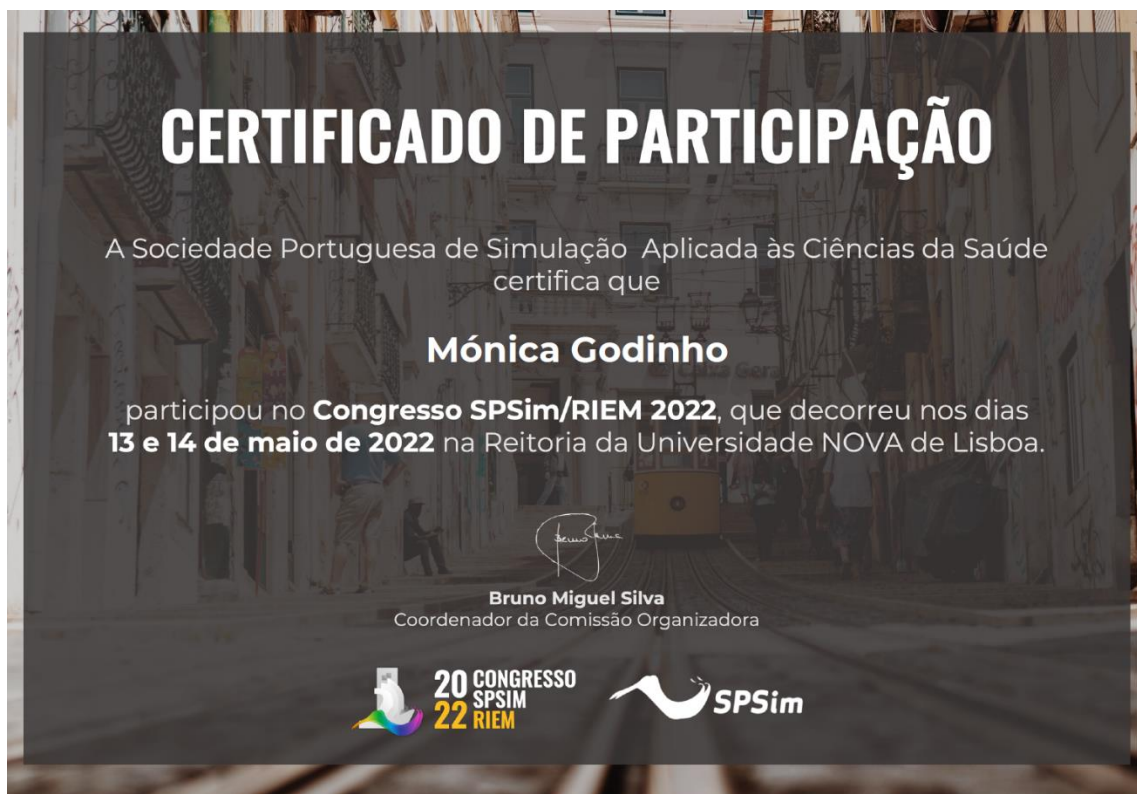 CERTIFICADO DE PARTICIPAÇÃO
A Sociedade Portuguesa de Simulação Aplicada às Ciências da Saúde
certifica que
Mónica Godinho
participou no Congresso SPSim/RIEM 2022, que decorreu nos dias
13 e 14 de maio de 2022 na Reitoria da Universidade NOVA de Lisboa.
Bruno Miguel Silva
Coordenador da Comissão Organizadora
20 CONGRESSO
SPSIM
22 RIEM
SPSim